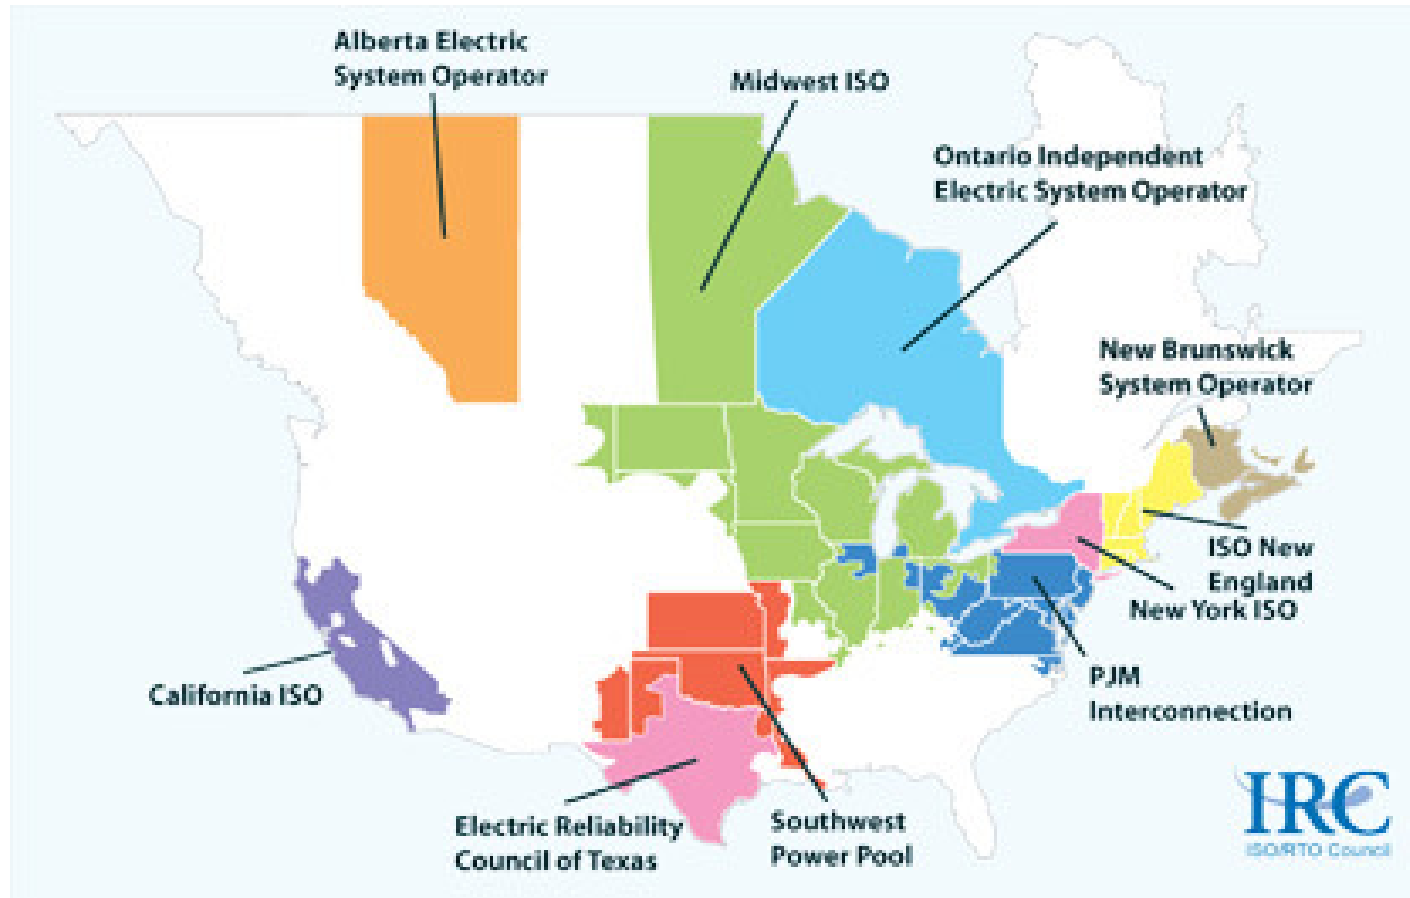 Alberta Electric
System Operator
Midwest ISO
Ontario Independent
Electric System Operator
New Brunswick
System Operator
ISO New
England
New York ISO
PJM
Interconnection
California ISO
Electric Reliability
Council of Texas
Southwest
Power Pool
IRC
ISO/RTO Council